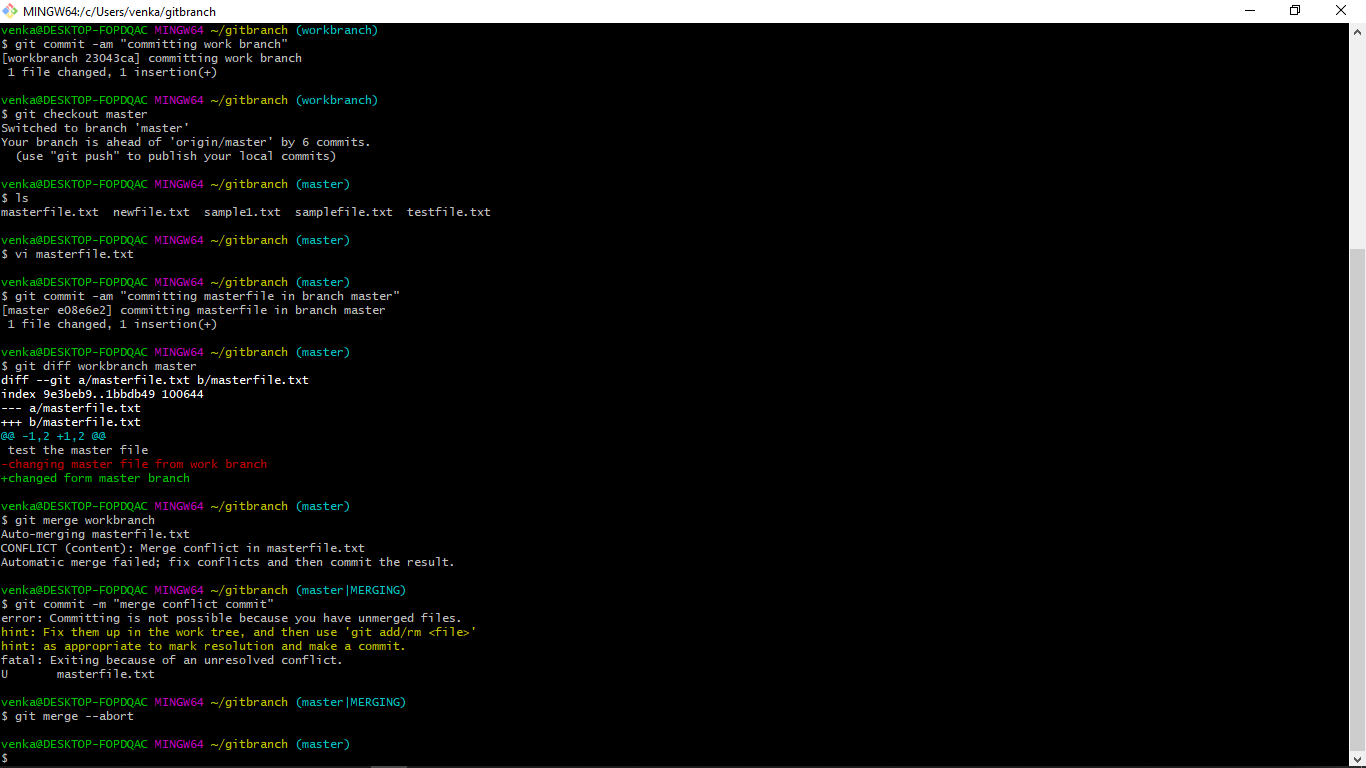 MINGW64:/c/Users/venka/gitbranch
venka@DESKTOP-FOPDQAC MINGW64 ~/gitbranch (workbranch)
$ git commit -am "committing work branch"
[workbranch 23043ca] committing work branch
 1 file changed, 1 insertion(+)
venka@DESKTOP-FOPDQAC MINGW64 ~/gitbranch (workbranch)
$ git checkout master
Switched to branch 'master'
Your branch is ahead of 'origin/master' by 6 commits.
  (use "git push" to publish your local commits)
venka@DESKTOP-FOPDQAC MINGW64 ~/gitbranch (master)
$ ls
masterfile.txt  newfile.txt  sample1.txt  samplefile.txt  testfile.txt
venka@DESKTOP-FOPDQAC MINGW64 ~/gitbranch (master)
$ vi masterfile.txt
venka@DESKTOP-FOPDQAC MINGW64 ~/gitbranch (master)
$ git commit -am "committing masterfile in branch master"
[master e08e6e2] committing masterfile in branch master
 1 file changed, 1 insertion(+)
venka@DESKTOP-FOPDQAC MINGW64 ~/gitbranch (master)
$ git diff workbranch master
diff --git a/masterfile.txt b/masterfile.txt
index 9e3beb9..1bbdb49 100644
--- a/masterfile.txt
+++ b/masterfile.txt
@@ -1,2 +1,2 @@
 test the master file
-changing master file from work branch
+changed form master branch
venka@DESKTOP-FOPDQAC MINGW64 ~/gitbranch (master)
$ git merge workbranch
Auto-merging masterfile.txt
CONFLICT (content): Merge conflict in masterfile.txt
Automatic merge failed; fix conflicts and then commit the result.
venka@DESKTOP-FOPDQAC MINGW64 ~/gitbranch (master|MERGING)
$ git commit -m "merge conflict commit"
error: Committing is not possible because you have unmerged files.
hint: Fix them up in the work tree, and then use 'git add/rm <file>'
hint: as appropriate to mark resolution and make a commit.
fatal: Exiting because of an unresolved conflict.
U       masterfile.txt
venka@DESKTOP-FOPDQAC MINGW64 ~/gitbranch (master|MERGING)
$ git merge --abort
venka@DESKTOP-FOPDQAC MINGW64 ~/gitbranch (master)
$